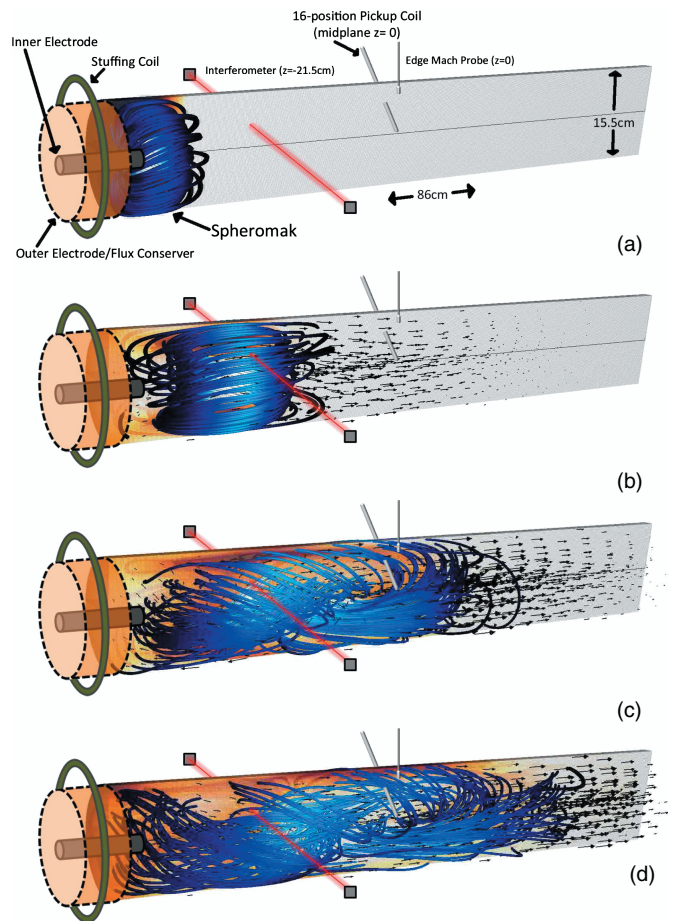 16-position Pickup Coil
(midplane z= 0)
Inner Electrode
Stuffing Coil
Interferometer (z=-21.5cm)
Edge Mach Probe (z=0)
15.5cm
86cm
Spheromak
Outer Electrode/Flux Conserver
(a)
(b)
(c)
(d)